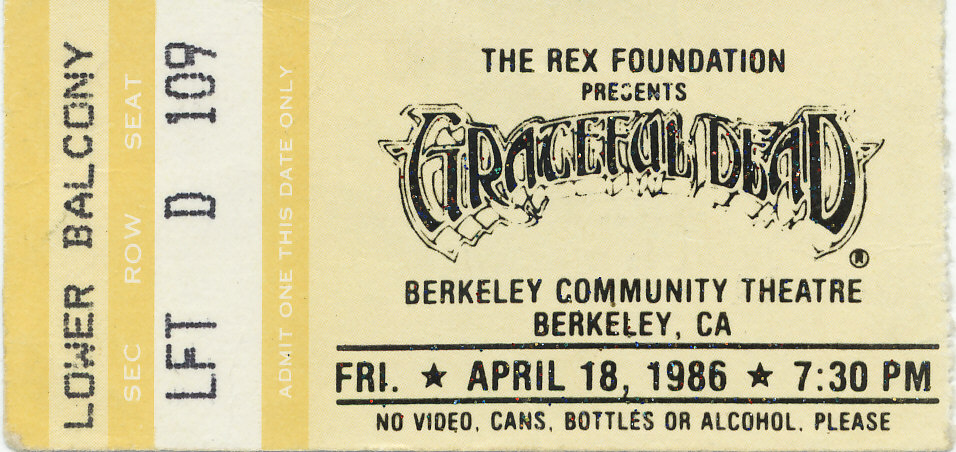 LOWER BALCONY
SEC ROW SEAT
LFT D 109
ADMIT ONE THIS DATE ONLY
THE REX FOUNDATION
PRESENTS
GRATEFUL DEAD
®
BERKELEY COMMUNITY THEATRE
BERKELEY, CA
FRI. ★ APRIL 18, 1986 ★ 7:30 PM
NO VIDEO, CANS, BOTTLES OR ALCOHOL, PLEASE